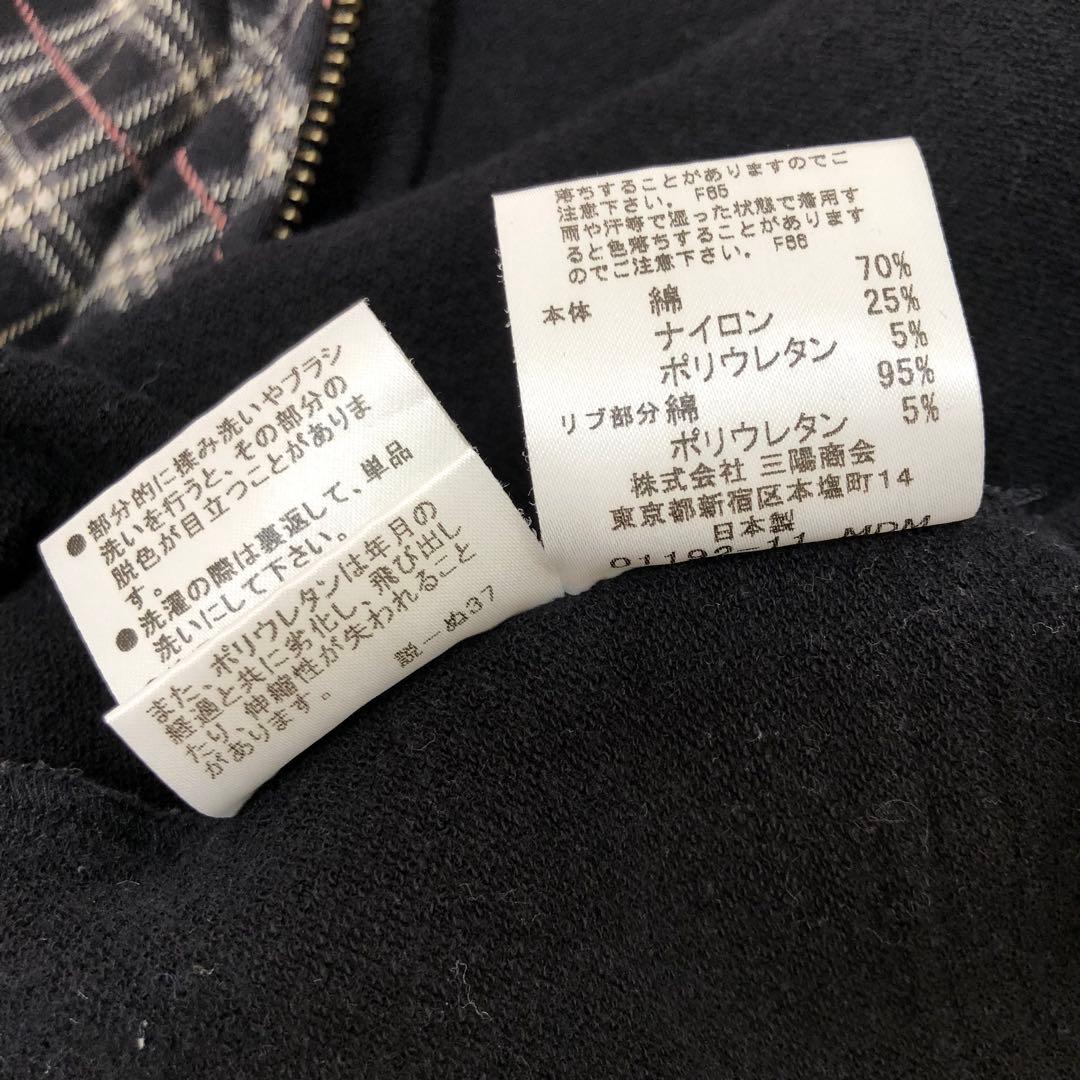 ●部分的に揉み洗いやブラシ
洗いを行うと、その部分の
脱色が目立つことがありま
す。
●洗濯の際は裏返して、単品
洗いにして下さい。
また、ポリウレタンは年月の
経過と共に劣化し、飛び出し
たり、伸縮性が失われること
があります。
説－ぬ37
落ちすることがありますのでご
注意下さい。 F65
雨や汗等で湿った状態で着用す
ると色落ちすることがあります
のでご注意下さい。 F66
本体 綿 70%
ナイロン 25%
ポリウレタン 5%
リブ部分 綿 95%
ポリウレタン 5%
株式会社 三陽商会
東京都新宿区本塩町14
日本製